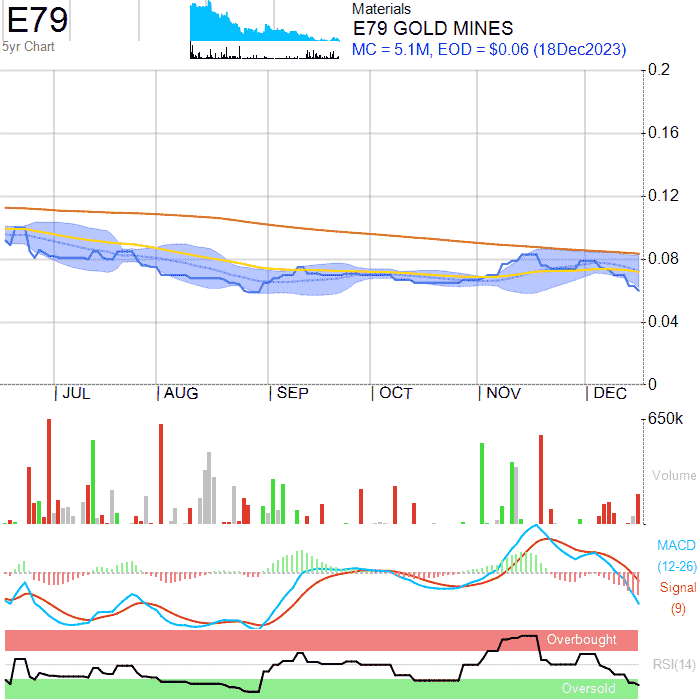 E79
5yr Chart
Materials
E79 GOLD MINES
MC = 5.1M, EOD = $0.06 (18Dec2023)
0.2
0.16
0.12
0.08
0.04
0
JUL
AUG
SEP
OCT
NOV
DEC
650k
Volume
MACD
(12-26)
Signal
(9)
Overbought
RSI(14)
Oversold